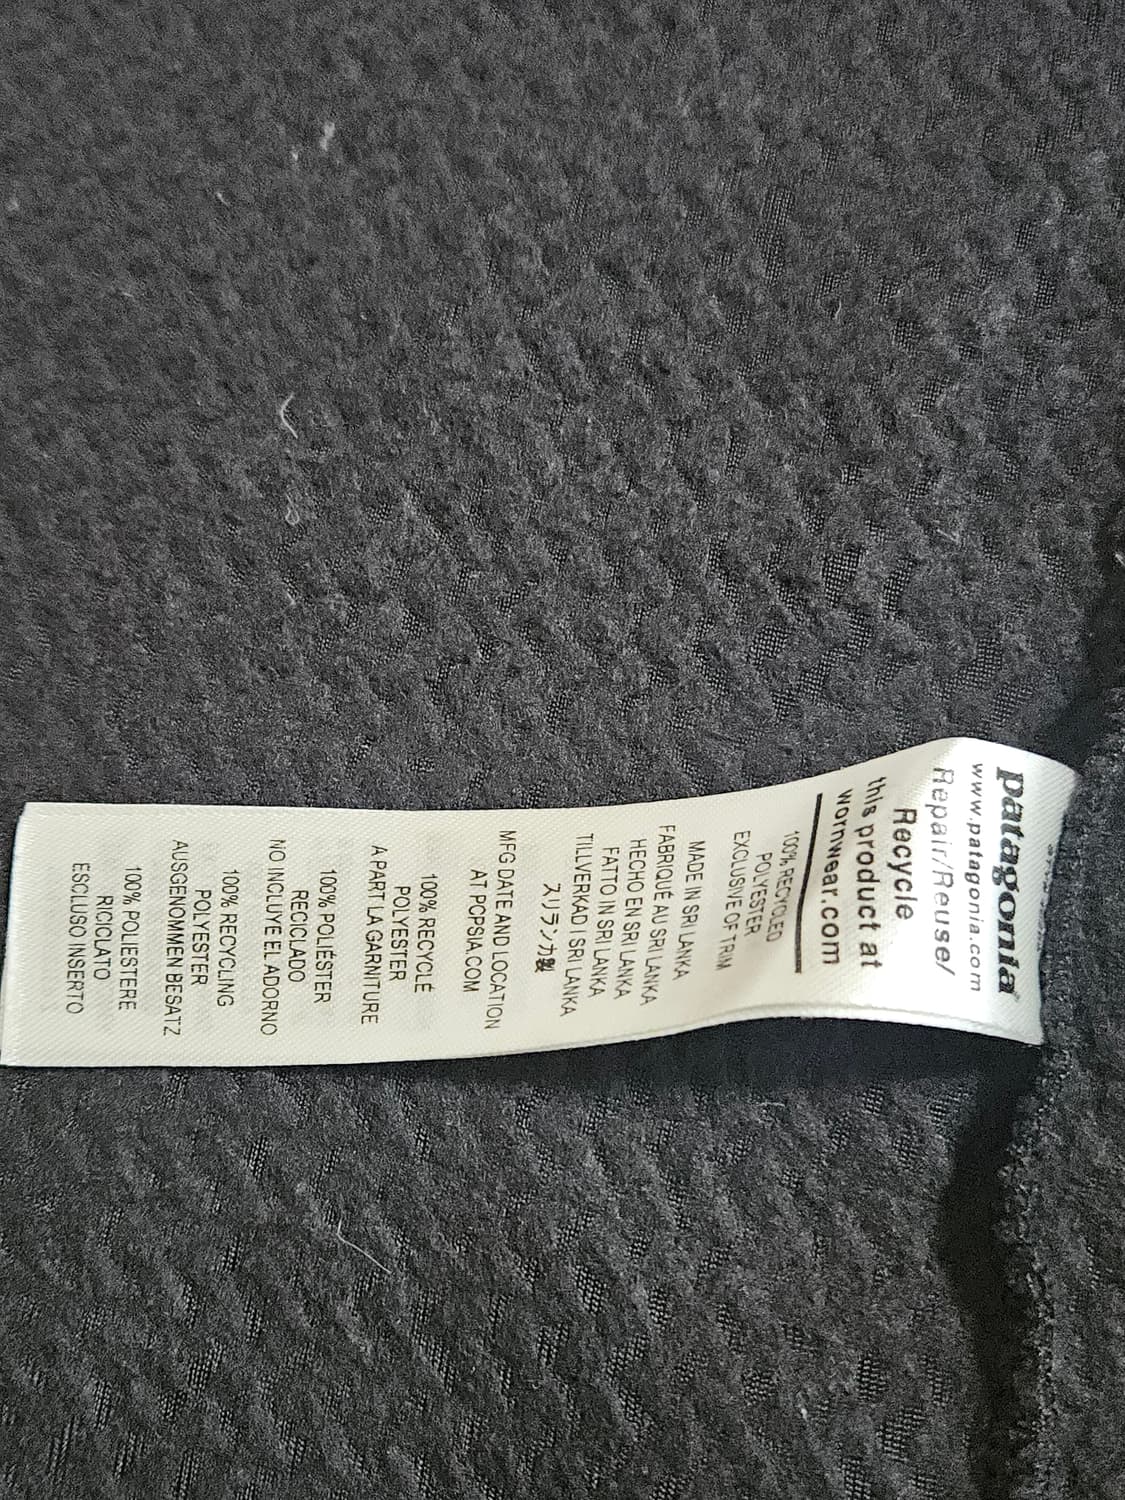 patagonia®
www.patagonia.com
Repair/Reuse/
Recycle
this product at
wornwear.com
100% RECYCLED
POLYESTER
EXCLUSIVE OF TRIM
MADE IN SRI LANKA
FABRIQUÉ AU SRI LANKA
HECHO EN SRI LANKA
FATTO IN SRI LANKA
TILLVERKAD I SRI LANKA
スリランカ製
MFG DATE AND LOCATION
AT PCPSIA.COM
100% RECYCLÉ
POLYESTER
A PART LA GARNITURE
100% POLIÉSTER
RECICLADO
NO INCLUYE EL ADORNO
100% RECYCLING
POLYESTER
AUSGENOMMEN BESATZ
100% POLIESTERE
RICICLATO
ESCLUSO INSERTO